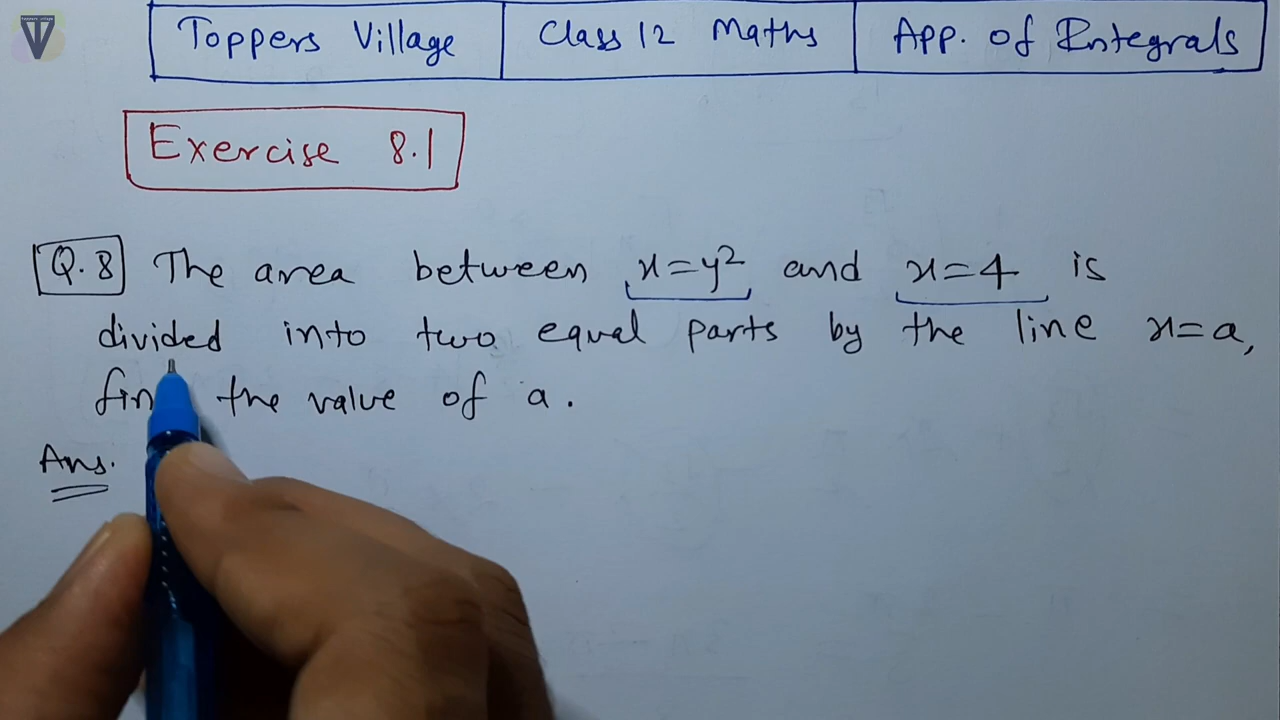 Toppers Village Class 12 Maths App. of Integrals
Exercise 8.1
Q.8 The area between x=y² and x=4 is
divided into two equal parts by the line x=a,
fin the value of a.
Ans.